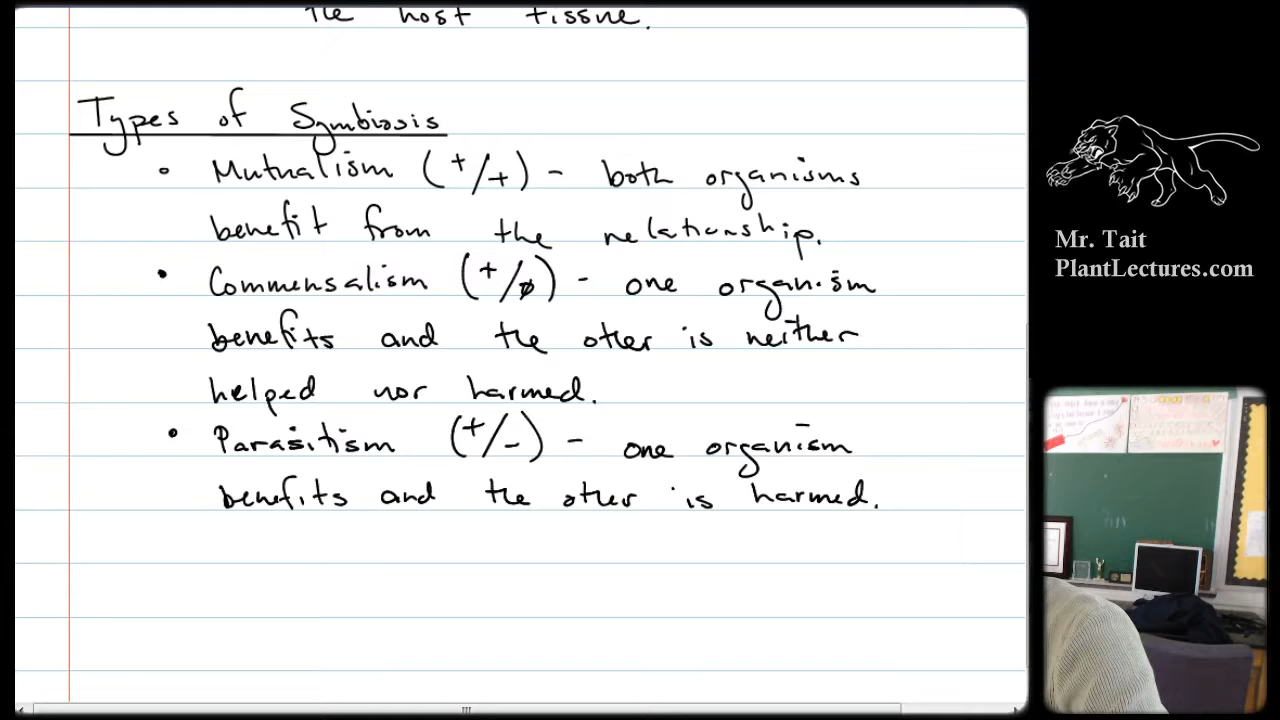 the host tissue.
Types of Symbiosis
• Mutualism (+/+) - both organisms
benefit from the relationship.
• Commensalism (+/ø) - one organism
benefits and the other is neither
helped nor harmed.
• Parasitism (+/-) - one organism
benefits and the other is harmed.
Mr. Tait
PlantLectures.com